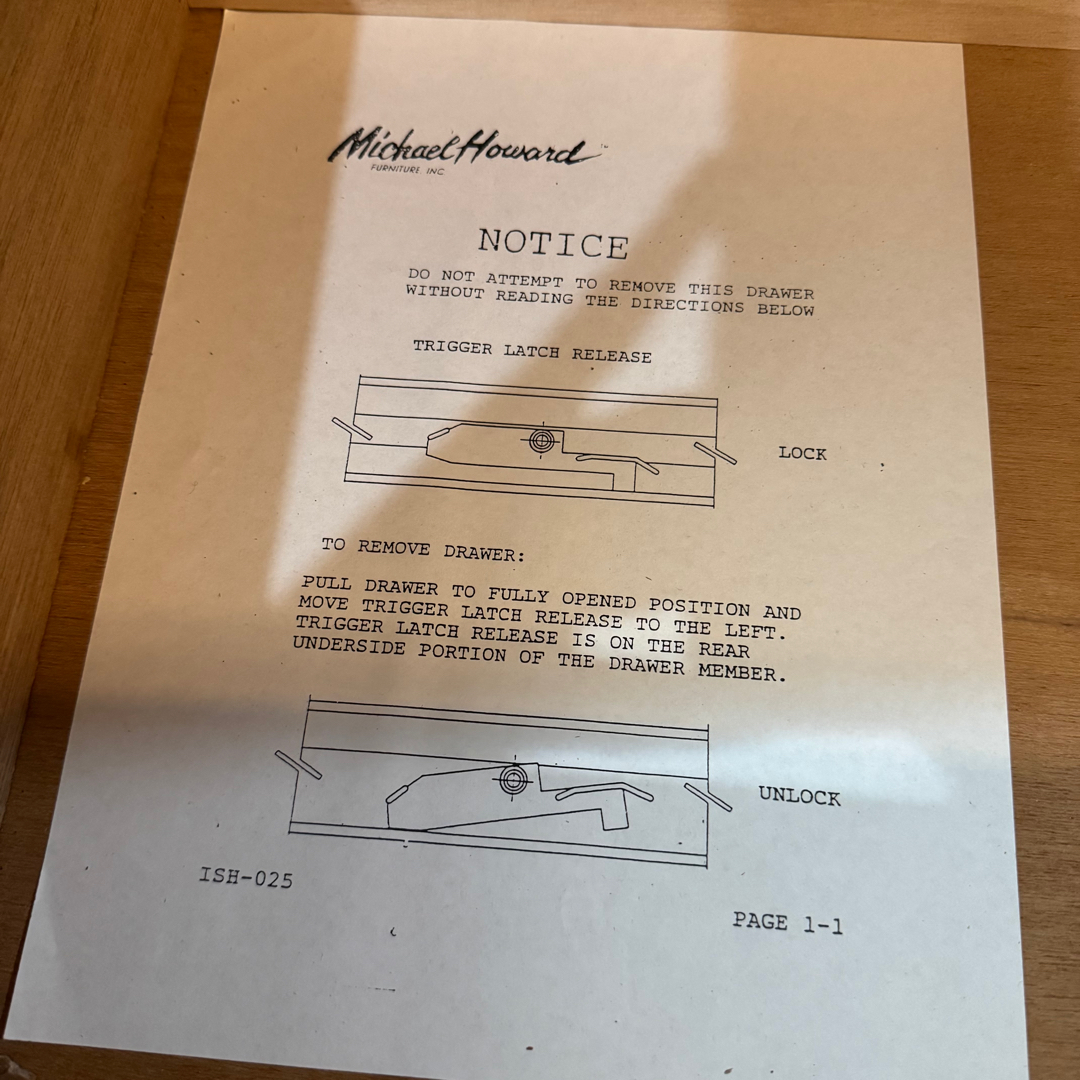 Michael Howard™
FURNITURE, INC.
NOTICE
DO NOT ATTEMPT TO REMOVE THIS DRAWER
WITHOUT READING THE DIRECTIONS BELOW
TRIGGER LATCH RELEASE
LOCK
TO REMOVE DRAWER:
PULL DRAWER TO FULLY OPENED POSITION AND
MOVE TRIGGER LATCH RELEASE TO THE LEFT.
TRIGGER LATCH RELEASE IS ON THE REAR
UNDERSIDE PORTION OF THE DRAWER MEMBER.
UNLOCK
ISH-025
PAGE 1-1